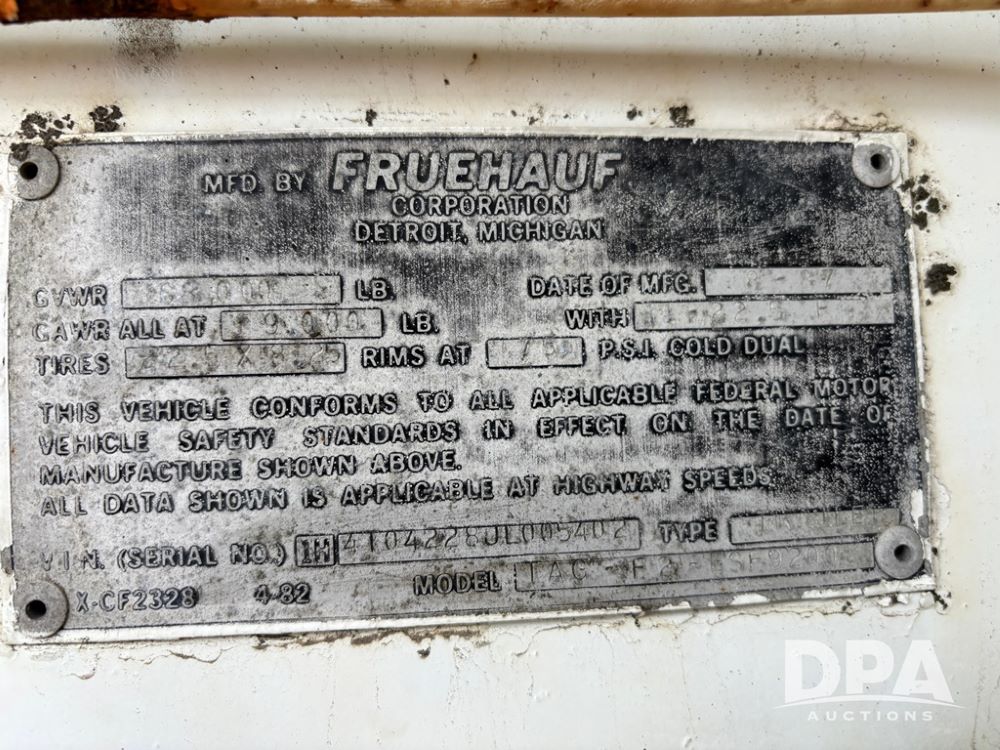 MFD. BY FRUEHAUF
CORPORATION
DETROIT, MICHIGAN
GVWR LB. DATE OF MFG.
GAWR ALL AT 19,000 LB. WITH
TIRES RIMS AT 75 P.S.I. COLD DUAL
THIS VEHICLE CONFORMS TO ALL APPLICABLE FEDERAL MOTOR
VEHICLE SAFETY STANDARDS IN EFFECT ON THE DATE OF
MANUFACTURE SHOWN ABOVE.
ALL DATA SHOWN IS APPLICABLE AT HIGHWAY SPEEDS.
V.I.N. (SERIAL NO.) 1H TYPE
MODEL
X-CF2328 4-82
DPA
AUCTIONS